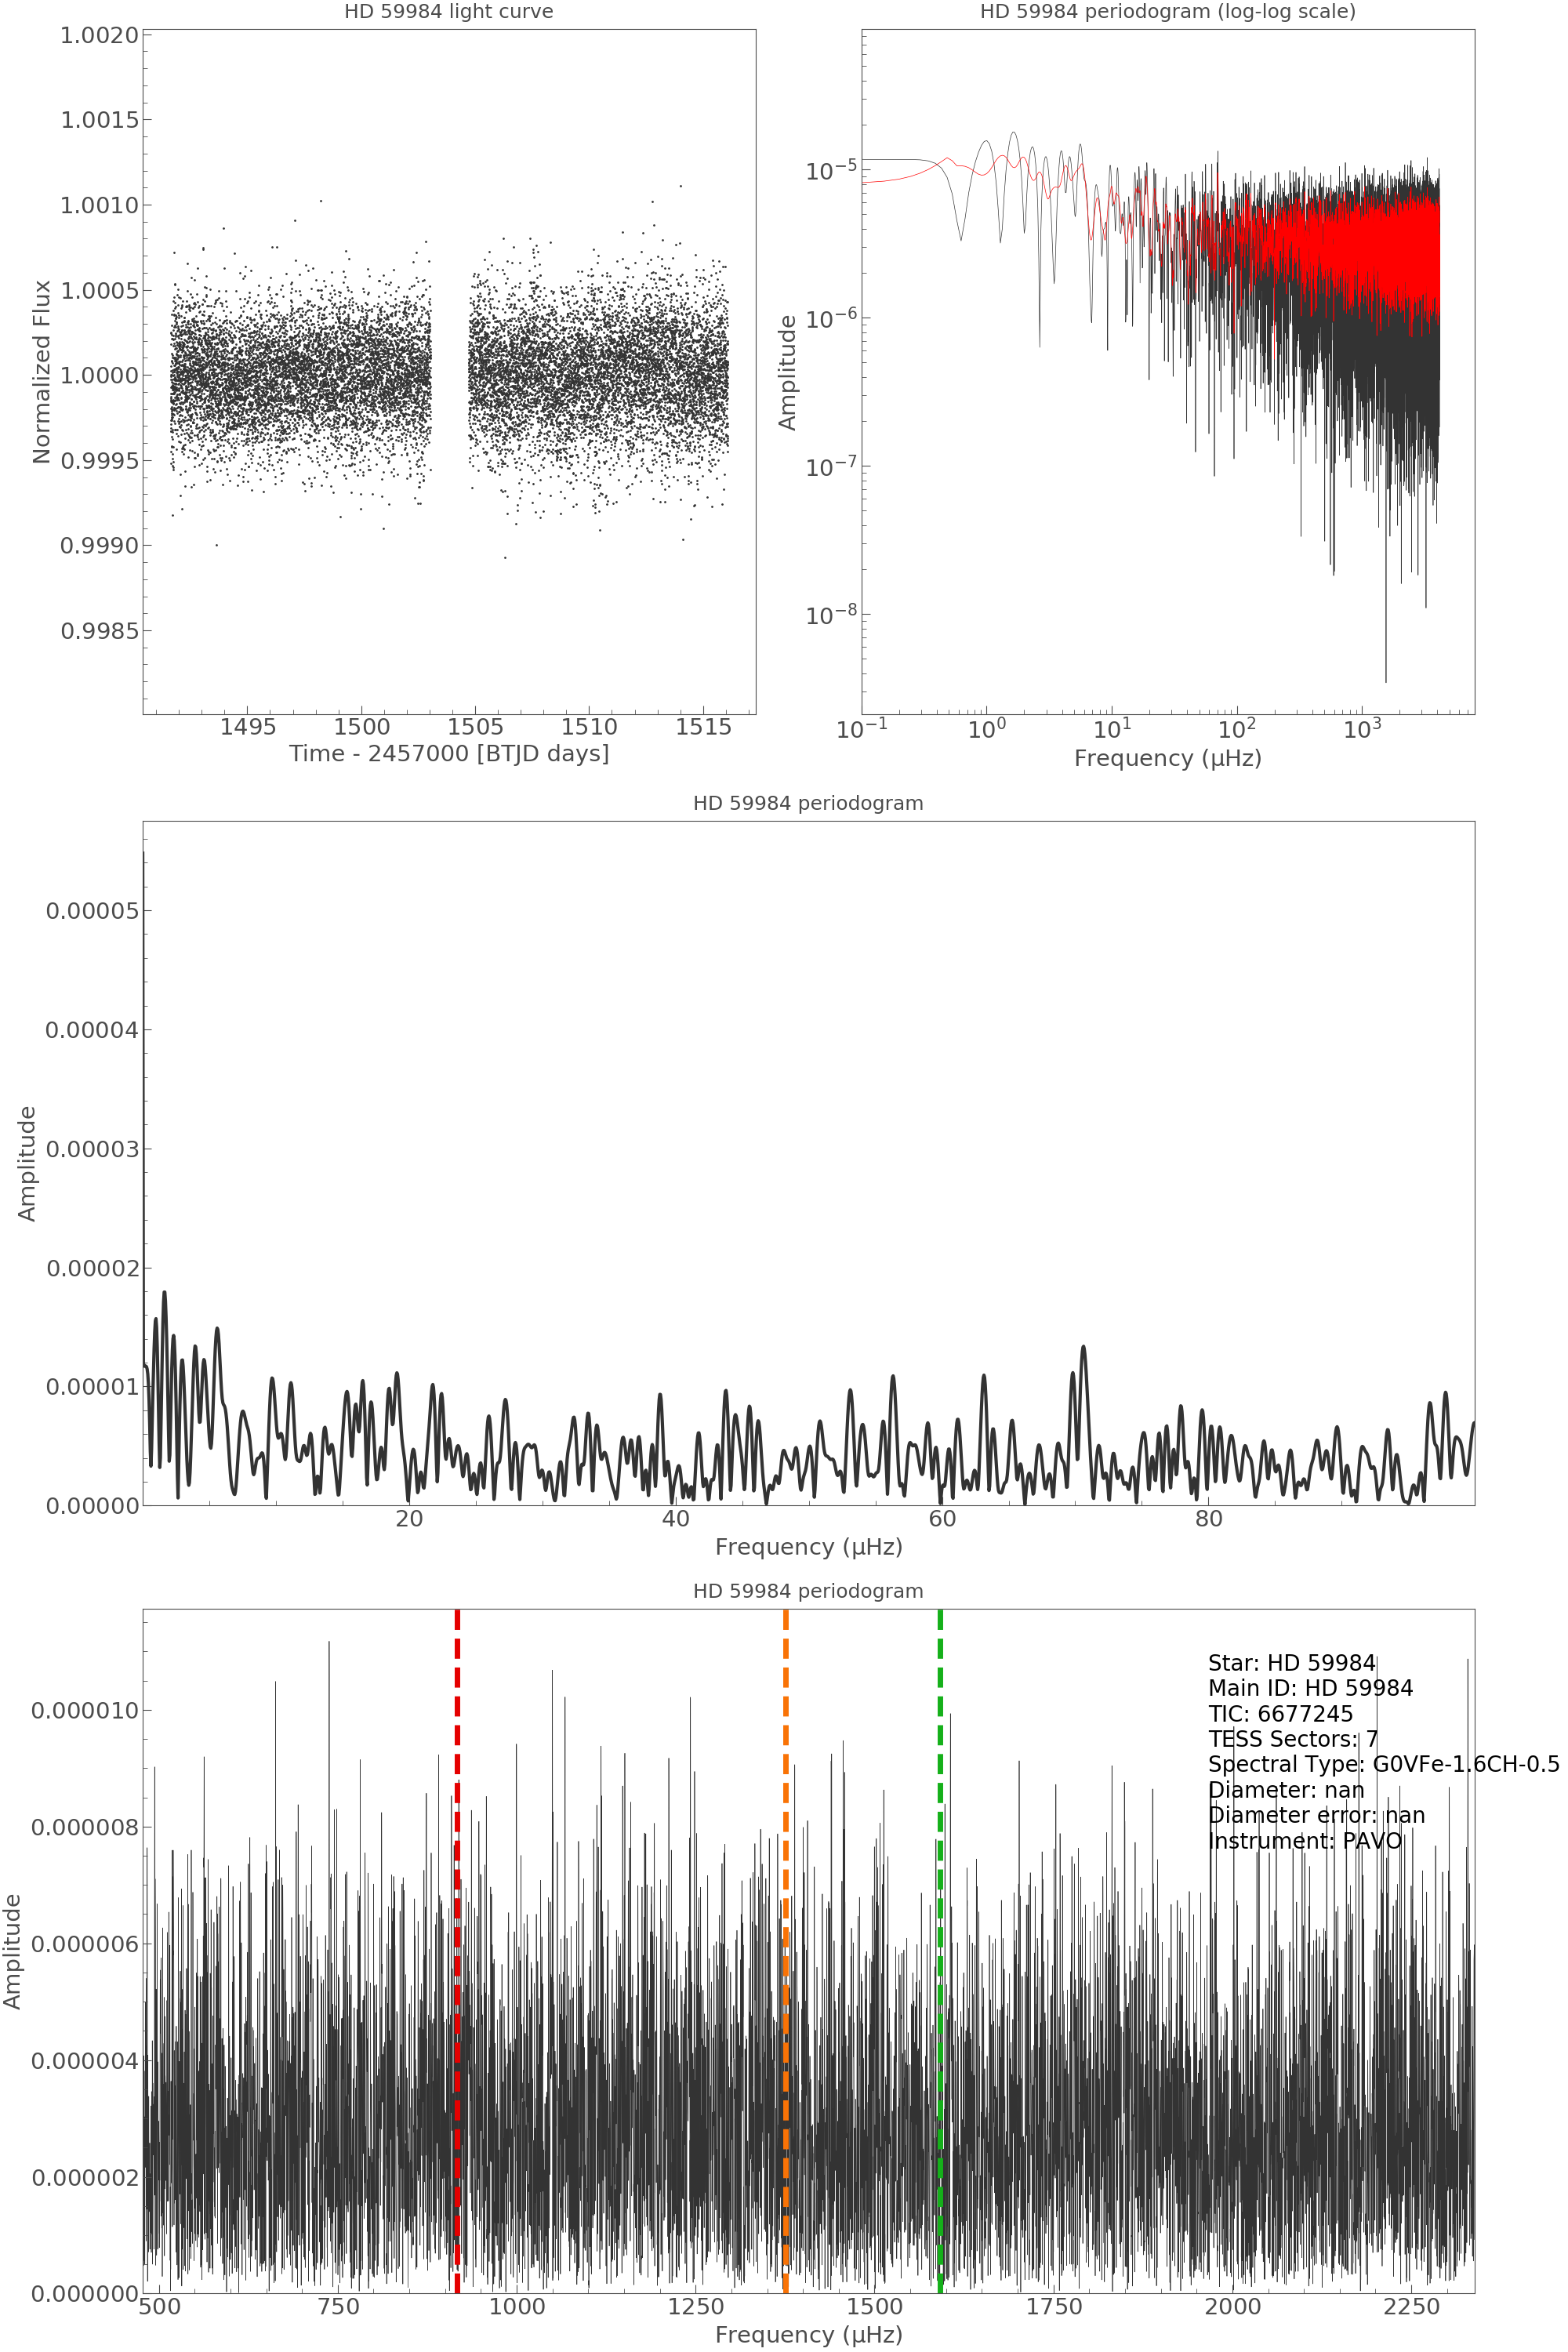 HD 59984 light curve
1.0020
1.0015
1.0010
1.0005
1.0000
0.9995
0.9990
0.9985
Normalized Flux
1495 1500 1505 1510 1515
Time - 2457000 [BTJD days]
HD 59984 periodogram (log-log scale)
10⁻⁵
10⁻⁶
10⁻⁷
10⁻⁸
Amplitude
10⁻¹ 10⁰ 10¹ 10² 10³
Frequency (μHz)
HD 59984 periodogram
0.00005
0.00004
0.00003
0.00002
0.00001
0.00000
Amplitude
20 40 60 80
Frequency (μHz)
HD 59984 periodogram
0.000010
0.000008
0.000006
0.000004
0.000002
0.000000
Amplitude
Star: HD 59984
Main ID: HD 59984
TIC: 6677245
TESS Sectors: 7
Spectral Type: G0VFe-1.6CH-0.5
Diameter: nan
Diameter error: nan
Instrument: PAVO
500 750 1000 1250 1500 1750 2000 2250
Frequency (μHz)